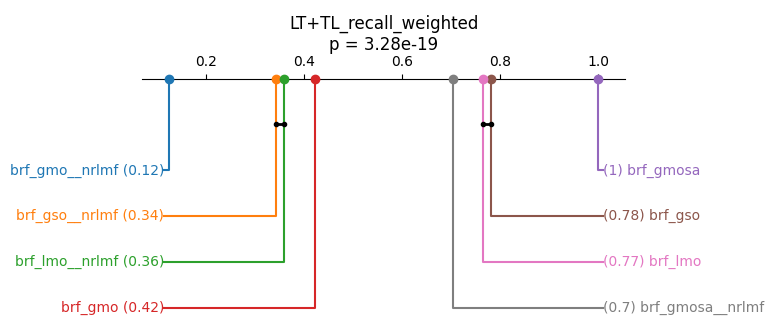 LT+TL_recall_weighted
p = 3.28e-19
0.2 0.4 0.6 0.8 1.0
brf_gmo__nrlmf (0.12)
(1) brf_gmosa
brf_gso__nrlmf (0.34)
(0.78) brf_gso
brf_lmo__nrlmf (0.36)
(0.77) brf_lmo
brf_gmo (0.42)
(0.7) brf_gmosa__nrlmf